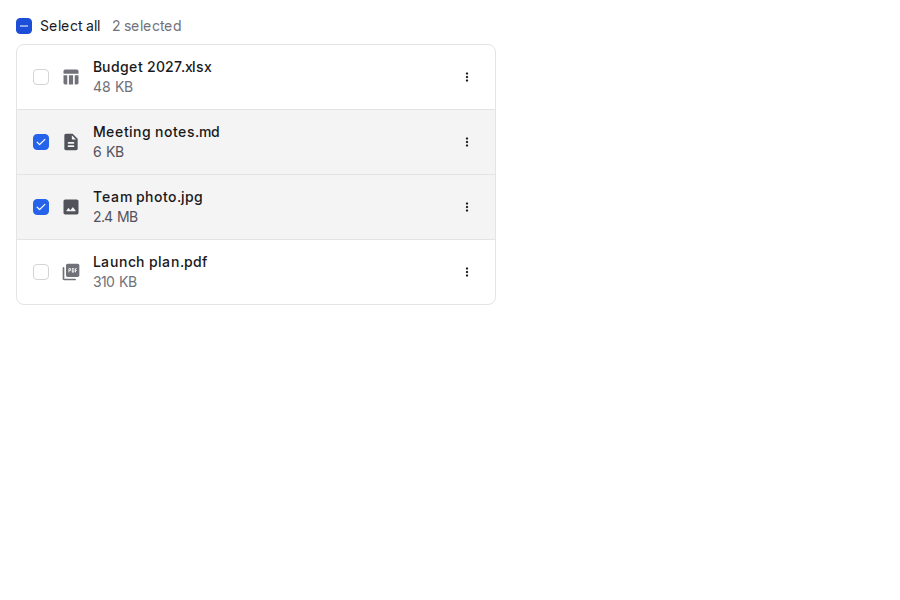 Select all 2 selected
Budget 2027.xlsx
48 KB
Meeting notes.md
6 KB
Team photo.jpg
2.4 MB
Launch plan.pdf
PDF
310 KB